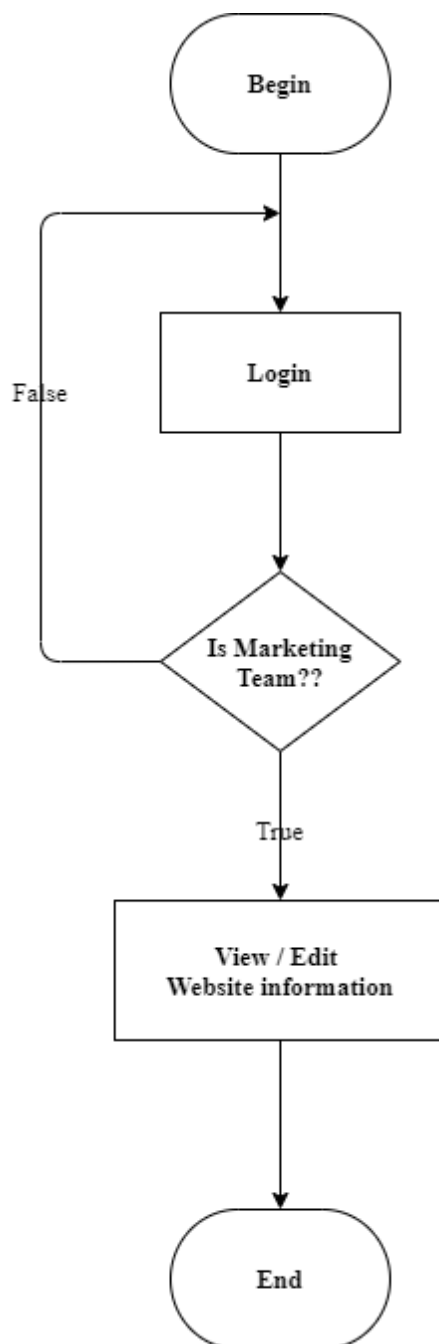 Begin
Login
False
Is Marketing
Team??
True
View / Edit
Website information
End